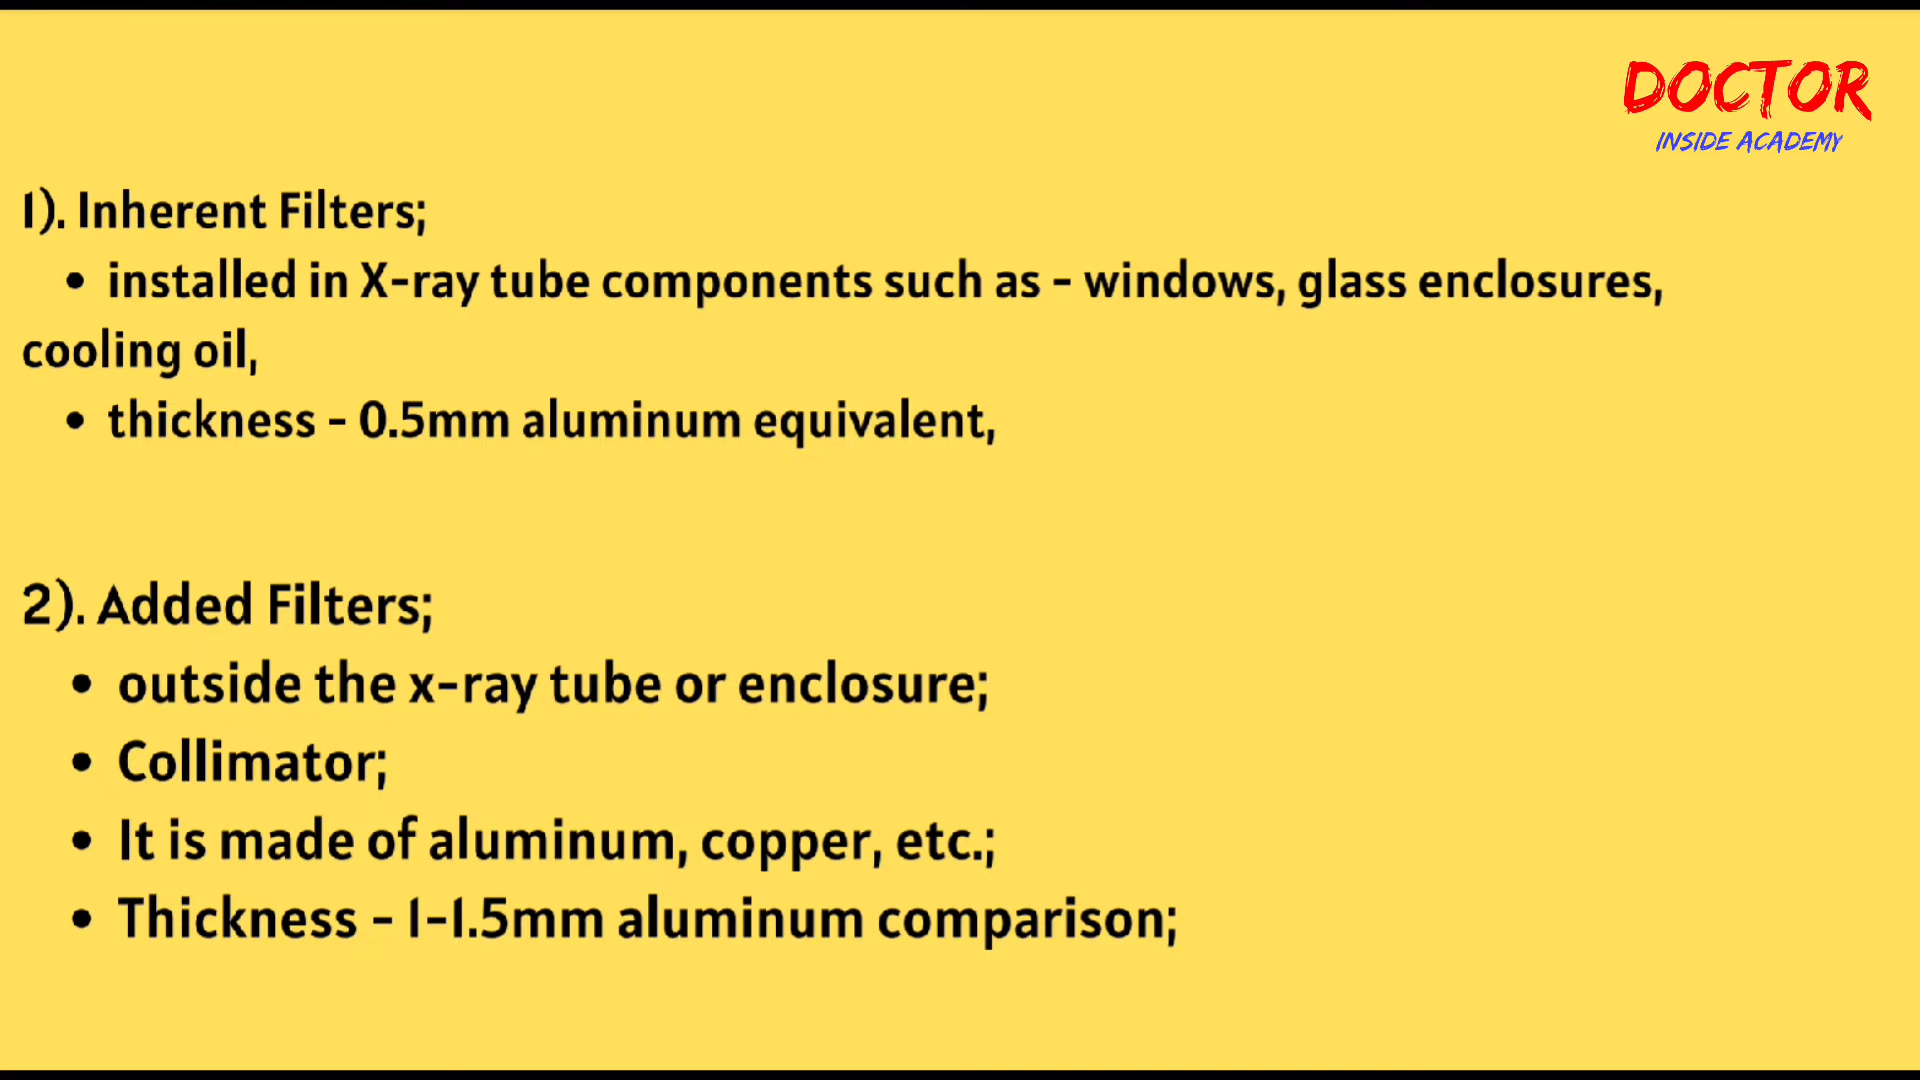 DOCTOR
INSIDE ACADEMY
1). Inherent Filters;
• installed in X-ray tube components such as - windows, glass enclosures,
cooling oil,
• thickness - 0.5mm aluminum equivalent,
2). Added Filters;
• outside the x-ray tube or enclosure;
• Collimator;
• It is made of aluminum, copper, etc.;
• Thickness - 1-1.5mm aluminum comparison;